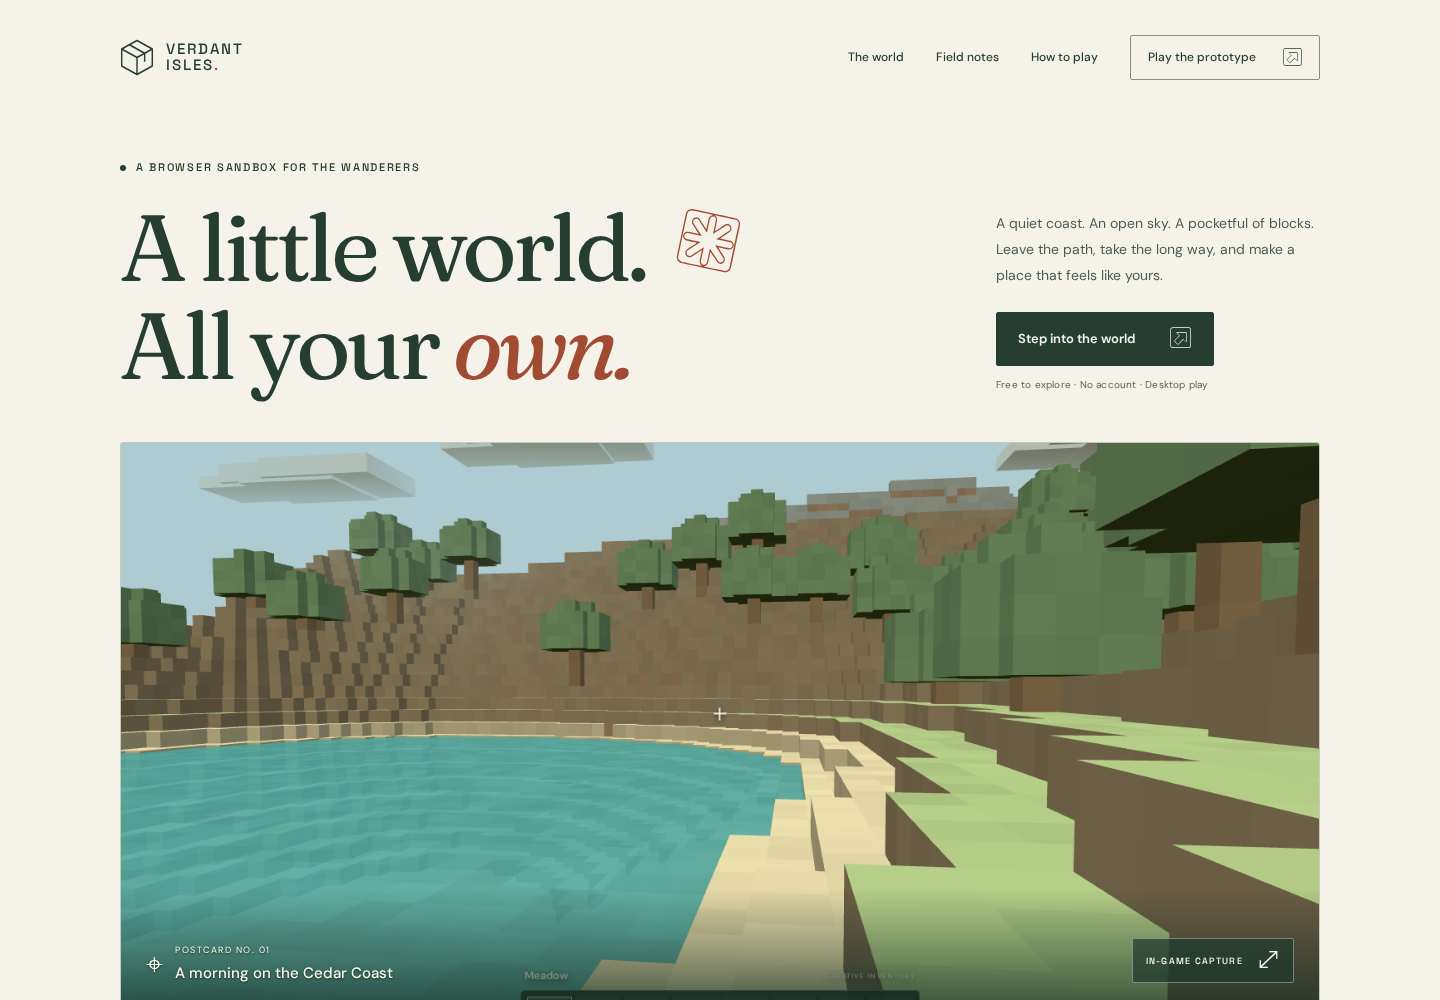 VERDANT
ISLES.
The world
Field notes
How to play
Play the prototype
A BROWSER SANDBOX FOR THE WANDERERS
A little world.
All your own.
A quiet coast. An open sky. A pocketful of blocks.
Leave the path, take the long way, and make a
place that feels like yours.
Step into the world
Free to explore · No account · Desktop play
POSTCARD NO. 01
A morning on the Cedar Coast
Meadow
INVENTORY
IN-GAME CAPTURE